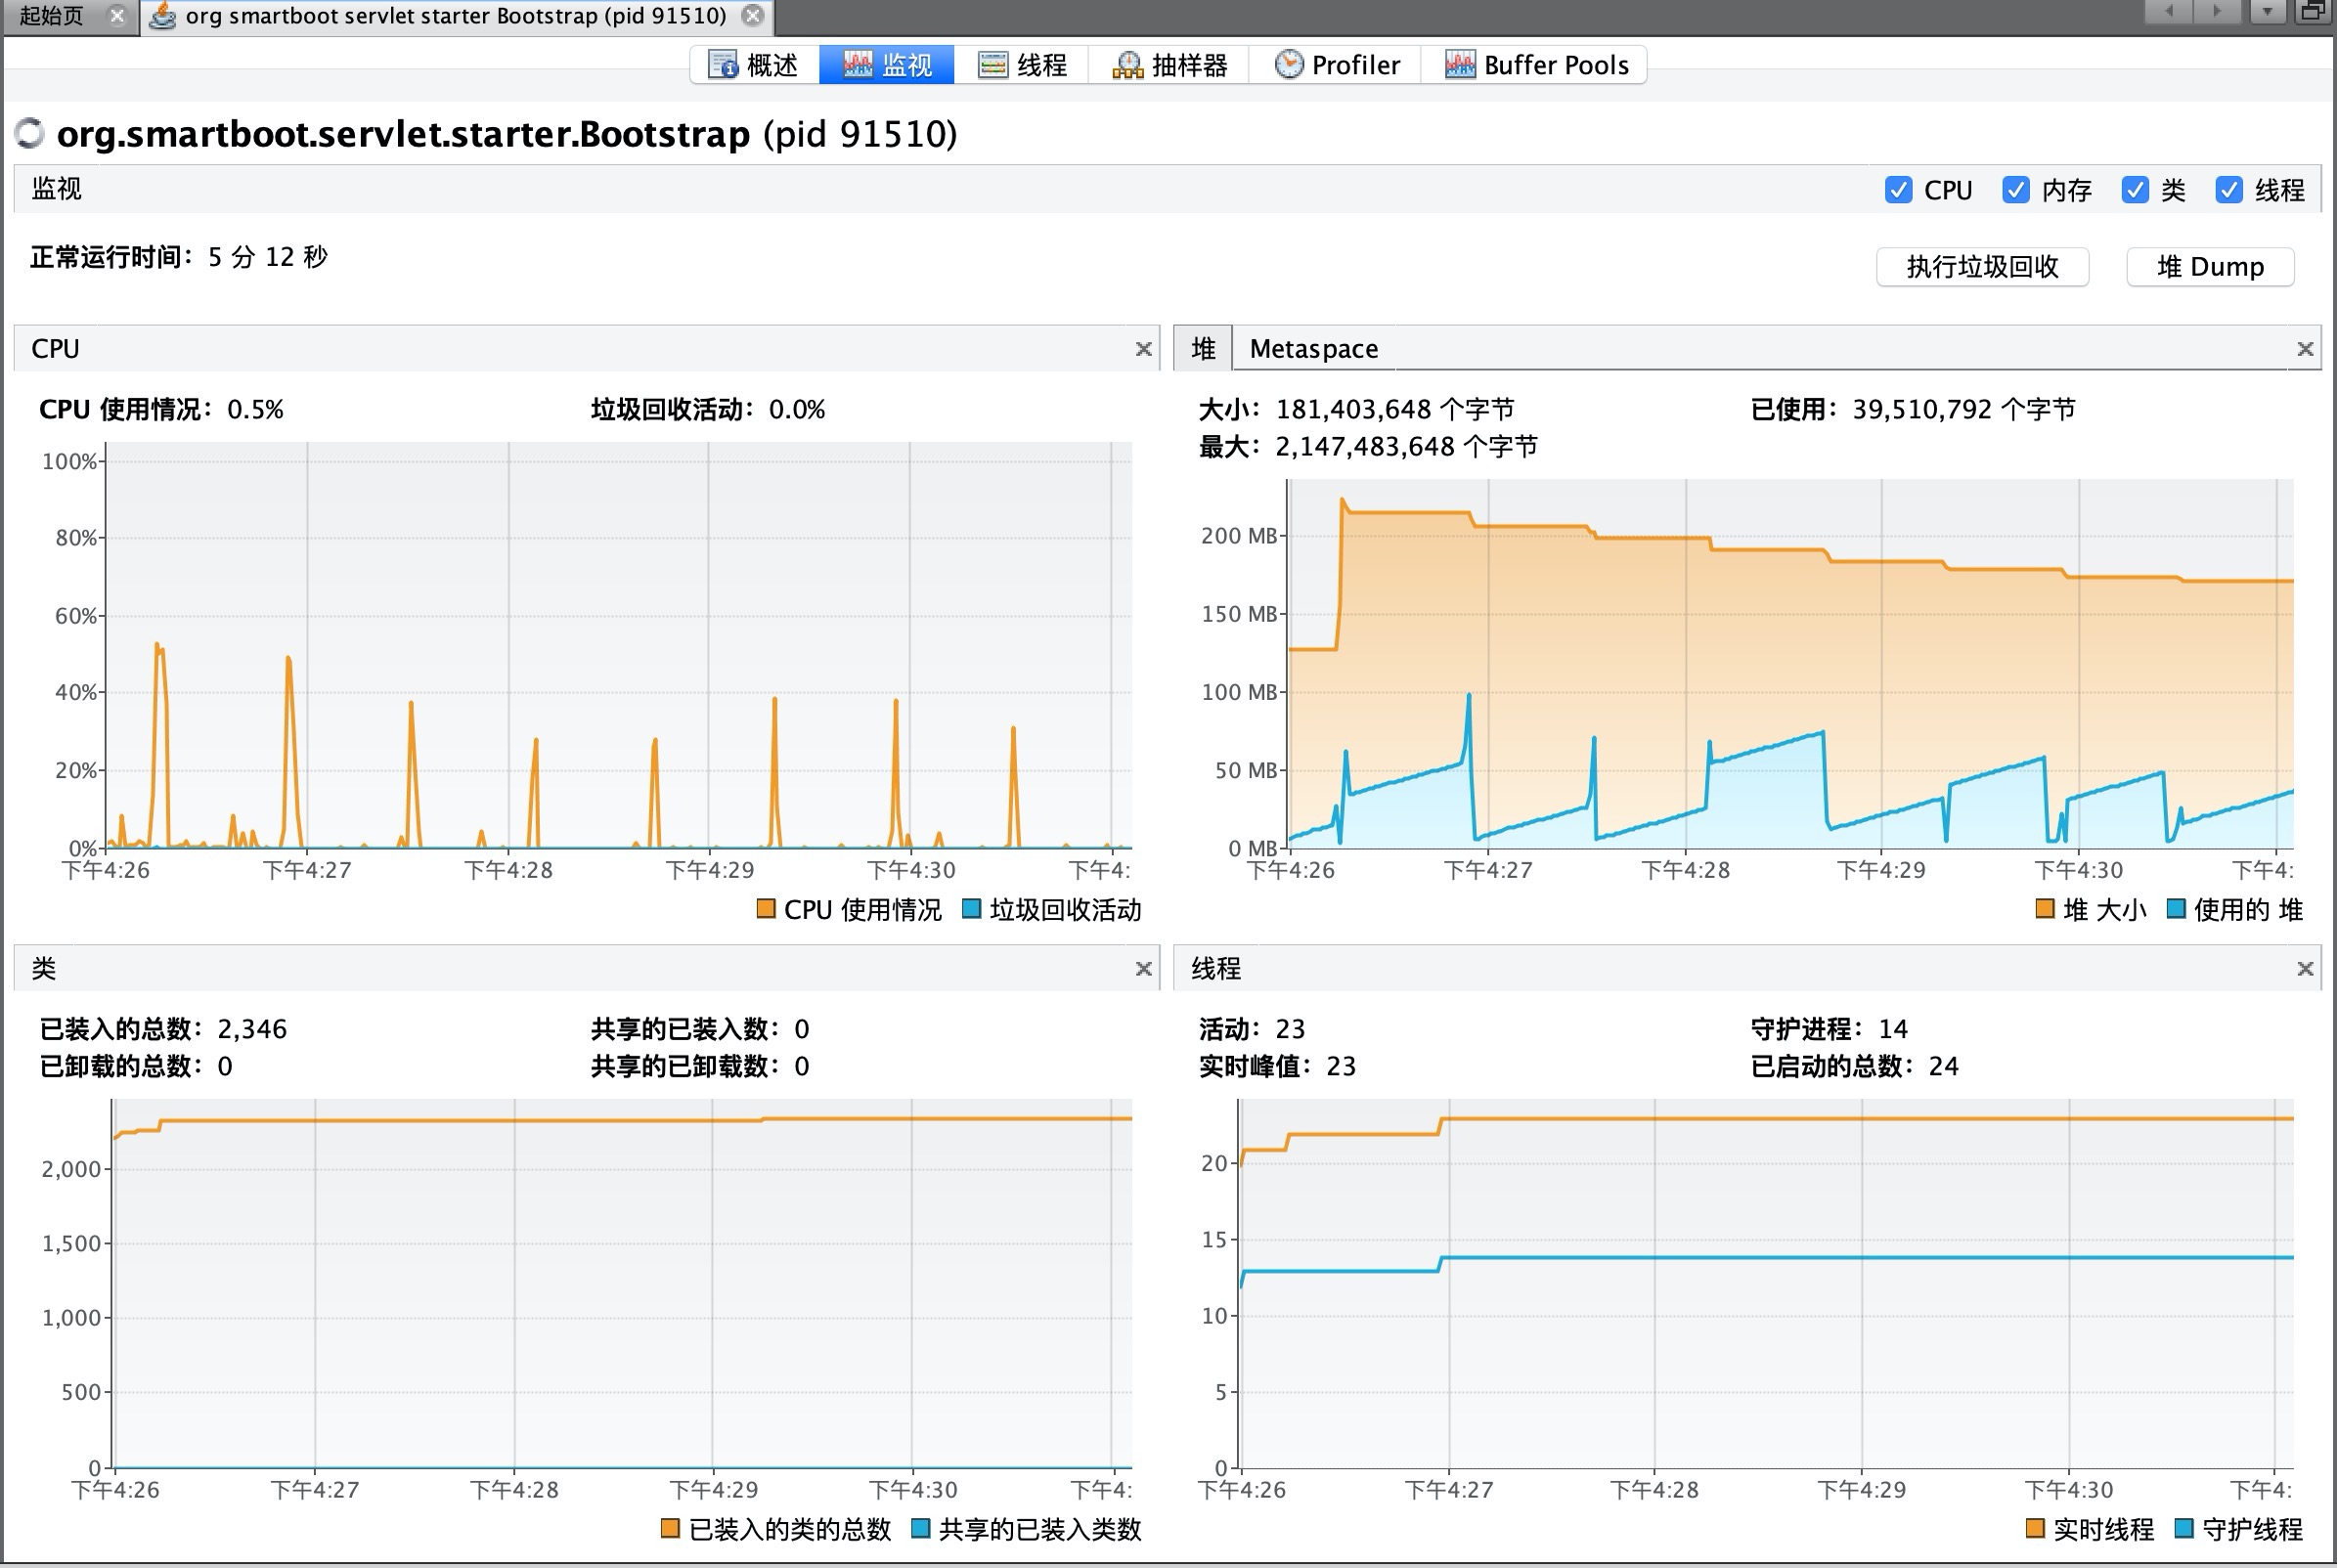 起始页
org smartboot servlet starter Bootstrap (pid 91510)
概述 监视 线程 抽样器 Profiler Buffer Pools
org.smartboot.servlet.starter.Bootstrap (pid 91510)
监视
CPU 内存 类 线程
正常运行时间： 5 分 12 秒
执行垃圾回收 堆 Dump
CPU
CPU 使用情况： 0.5% 垃圾回收活动： 0.0%
100%
80%
60%
40%
20%
0%
下午4:26 下午4:27 下午4:28 下午4:29 下午4:30 下午4:
CPU 使用情况 垃圾回收活动
堆 Metaspace
大小： 181,403,648 个字节 已使用： 39,510,792 个字节
最大： 2,147,483,648 个字节
200 MB
150 MB
100 MB
50 MB
0 MB
下午4:26 下午4:27 下午4:28 下午4:29 下午4:30 下午4:
堆 大小 使用的 堆
类
已装入的总数： 2,346 共享的已装入数： 0
已卸载的总数： 0 共享的已卸载数： 0
2,000
1,500
1,000
500
0
下午4:26 下午4:27 下午4:28 下午4:29 下午4:30 下午4:
已装入的类的总数 共享的已装入类数
线程
活动： 23 守护进程： 14
实时峰值： 23 已启动的总数： 24
20
15
10
5
0
下午4:26 下午4:27 下午4:28 下午4:29 下午4:30 下午4:
实时线程 守护线程